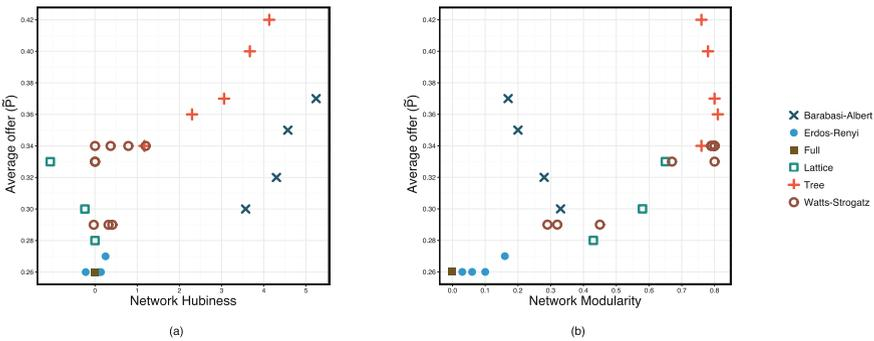 0.42
0.40
0.38
0.36
0.34
0.32
0.30
0.28
0.26
Average offer (P̃)
0 1 2 3 4 5
Network Hubiness
(a)
0.42
0.40
0.38
0.36
0.34
0.32
0.30
0.28
0.26
Average offer (P̃)
0.0 0.1 0.2 0.3 0.4 0.5 0.6 0.7 0.8
Network Modularity
(b)
Barabasi-Albert
Erdos-Renyi
Full
Lattice
Tree
Watts-Strogatz